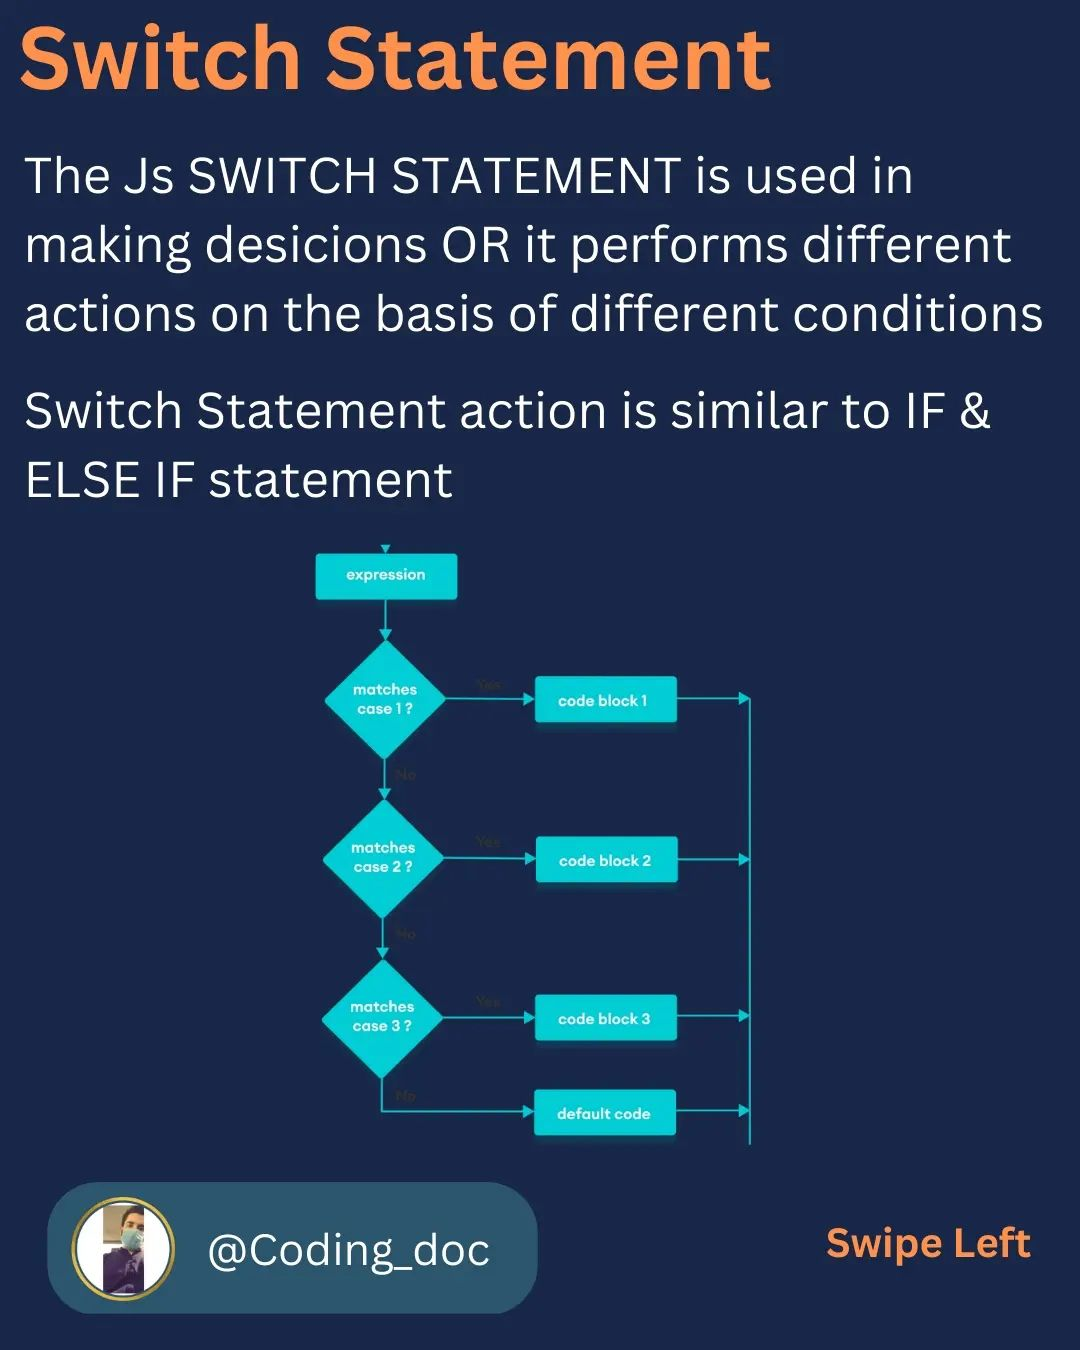 Switch Statement
The Js SWITCH STATEMENT is used in
making desicions OR it performs different
actions on the basis of different conditions
Switch Statement action is similar to IF &
ELSE IF statement
expression
matches
case 1 ?
Yes
code block 1
No
matches
case 2 ?
Yes
code block 2
No
matches
case 3 ?
Yes
code block 3
No
default code
@Coding_doc
Swipe Left